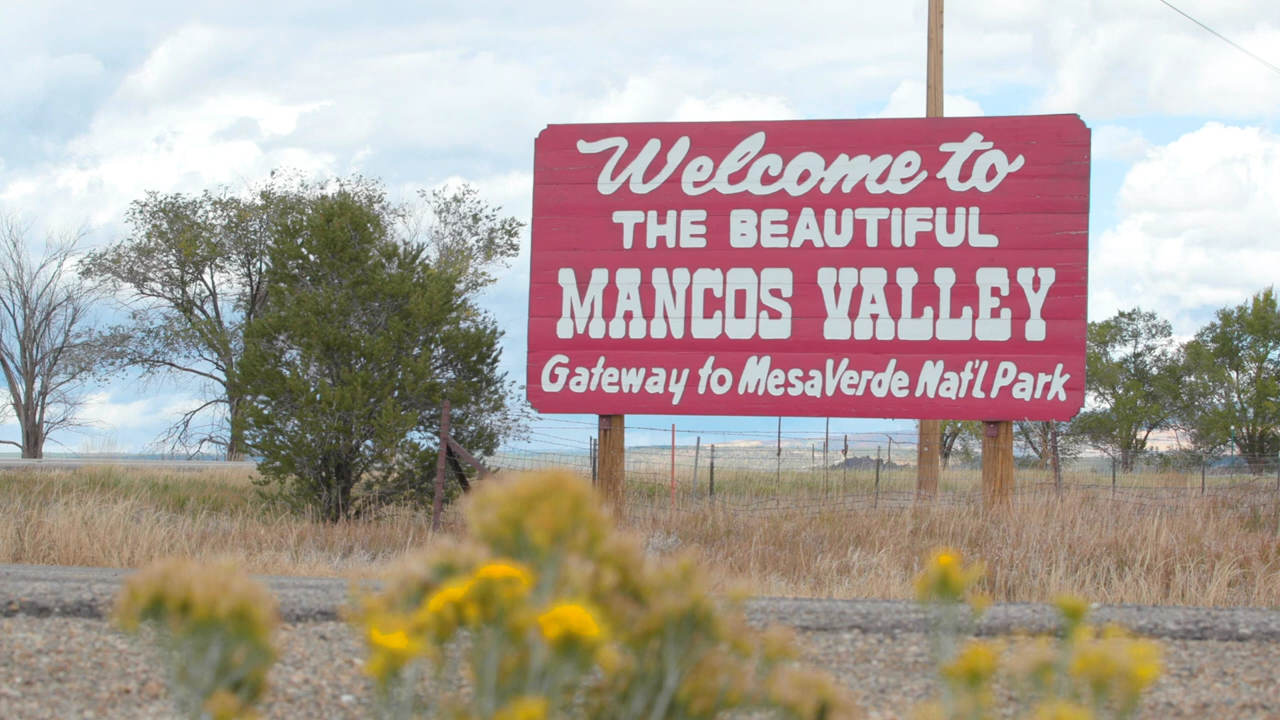 Welcome to
THE BEAUTIFUL
MANCOS VALLEY
Gateway to MesaVerde Nat'l Park